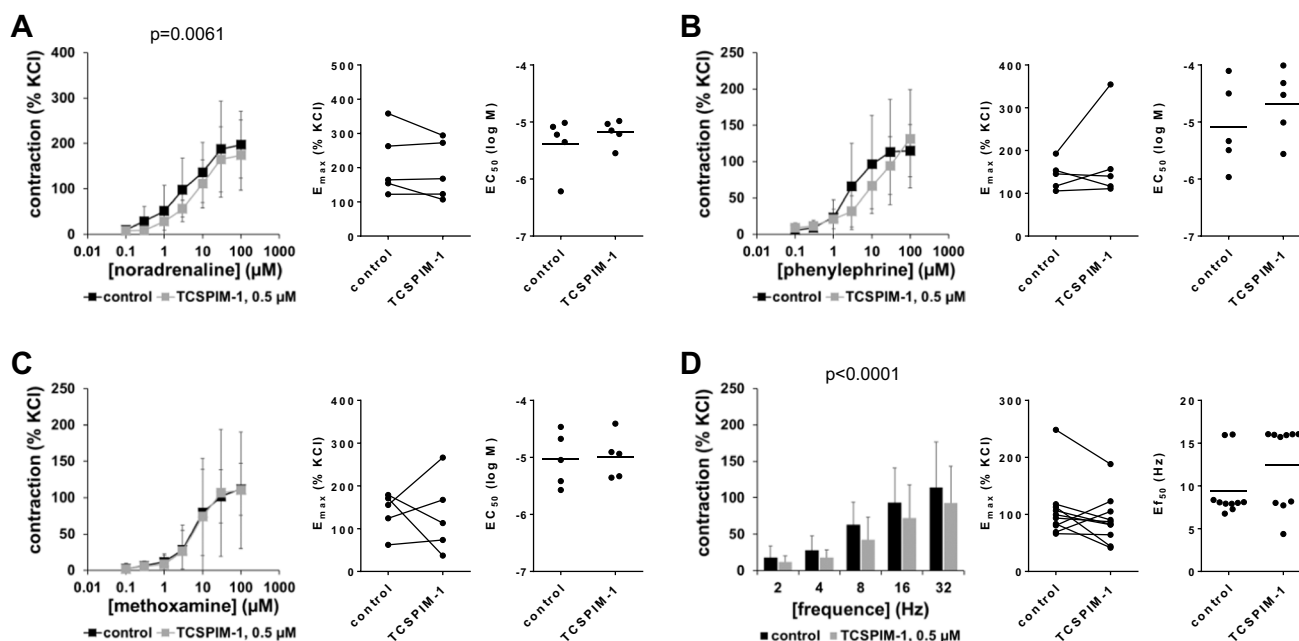 A
p=0.0061
contraction (% KCl)
400
300
200
100
0
0.01 0.1 1 10 100 1000
[noradrenaline] (µM)
control TCSPIM-1, 0.5 µM
Emax (% KCl)
500
400
300
200
100
0
control TCSPIM-1
EC50 (log M)
-4
-5
-6
-7
control TCSPIM-1
B
contraction (% KCl)
250
200
150
100
50
0
0.01 0.1 1 10 100 1000
[phenylephrine] (µM)
control TCSPIM-1, 0.5 µM
Emax (% KCl)
400
300
200
100
0
control TCSPIM-1
EC50 (log M)
-4
-5
-6
-7
control TCSPIM-1
C
contraction (% KCl)
250
200
150
100
50
0
0.01 0.1 1 10 100 1000
[methoxamine] (µM)
control TCSPIM-1, 0.5 µM
Emax (% KCl)
400
300
200
100
0
control TCSPIM-1
EC50 (log M)
-4
-5
-6
-7
control TCSPIM-1
D
p<0.0001
contraction (% KCl)
250
200
150
100
50
0
2 4 8 16 32
[frequence] (Hz)
control TCSPIM-1, 0.5 µM
Emax (% KCl)
300
200
100
0
control TCSPIM-1
Ef50 (Hz)
20
15
10
5
0
control TCSPIM-1